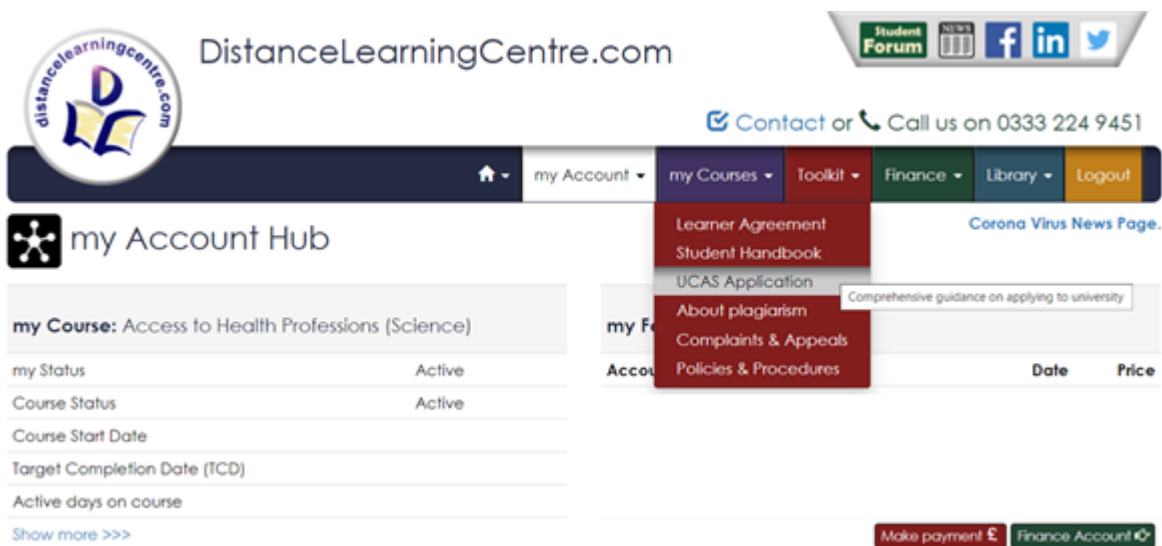 distancelearningcentre.com
DLC
DistanceLearningCentre.com
Student Forum
NEWS
Contact or Call us on 0333 224 9451
my Account
my Courses
Toolkit
Finance
Library
Logout
my Account Hub
Corona Virus News Page.
Learner Agreement
Student Handbook
UCAS Application
Comprehensive guidance on applying to university
About plagiarism
Complaints & Appeals
Policies & Procedures
my Course: Access to Health Professions (Science)
my Status Active
Course Status Active
Course Start Date
Target Completion Date (TCD)
Active days on course
Show more >>>
my
Date Price
Make payment £
Finance Account